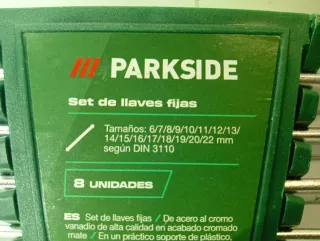 PARKSIDE
Set de llaves fijas
Tamaños: 6/7/8/9/10/11/12/13/
14/15/16/17/18/19/20/22 mm
según DIN 3110
8 UNIDADES
ES Set de llaves fijas / De acero al cromo
vanadio de alta calidad en acabado cromado
mate / En un práctico soporte de plástico,